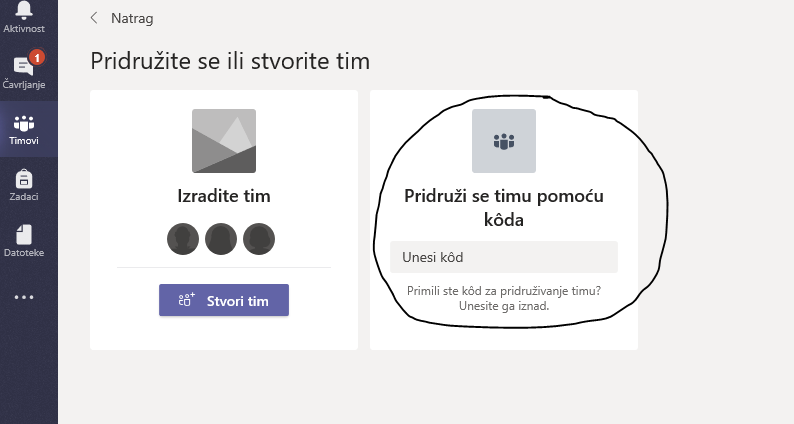 Aktivnost
1
Čavrljanje
Timovi
Zadaci
Datoteke
Natrag
Pridružite se ili stvorite tim
Izradite tim
Stvori tim
Pridruži se timu pomoću
kôda
Unesi kôd
Primili ste kôd za pridruživanje timu?
Unesite ga iznad.